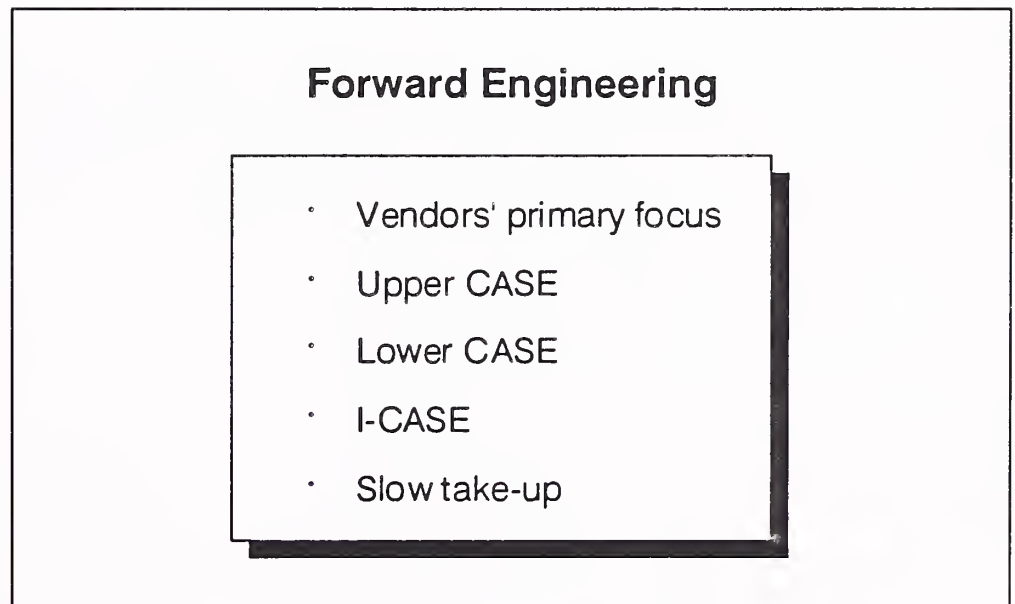 Forward Engineering
· Vendors' primary focus
· Upper CASE
· Lower CASE
· I-CASE
· Slow take-up